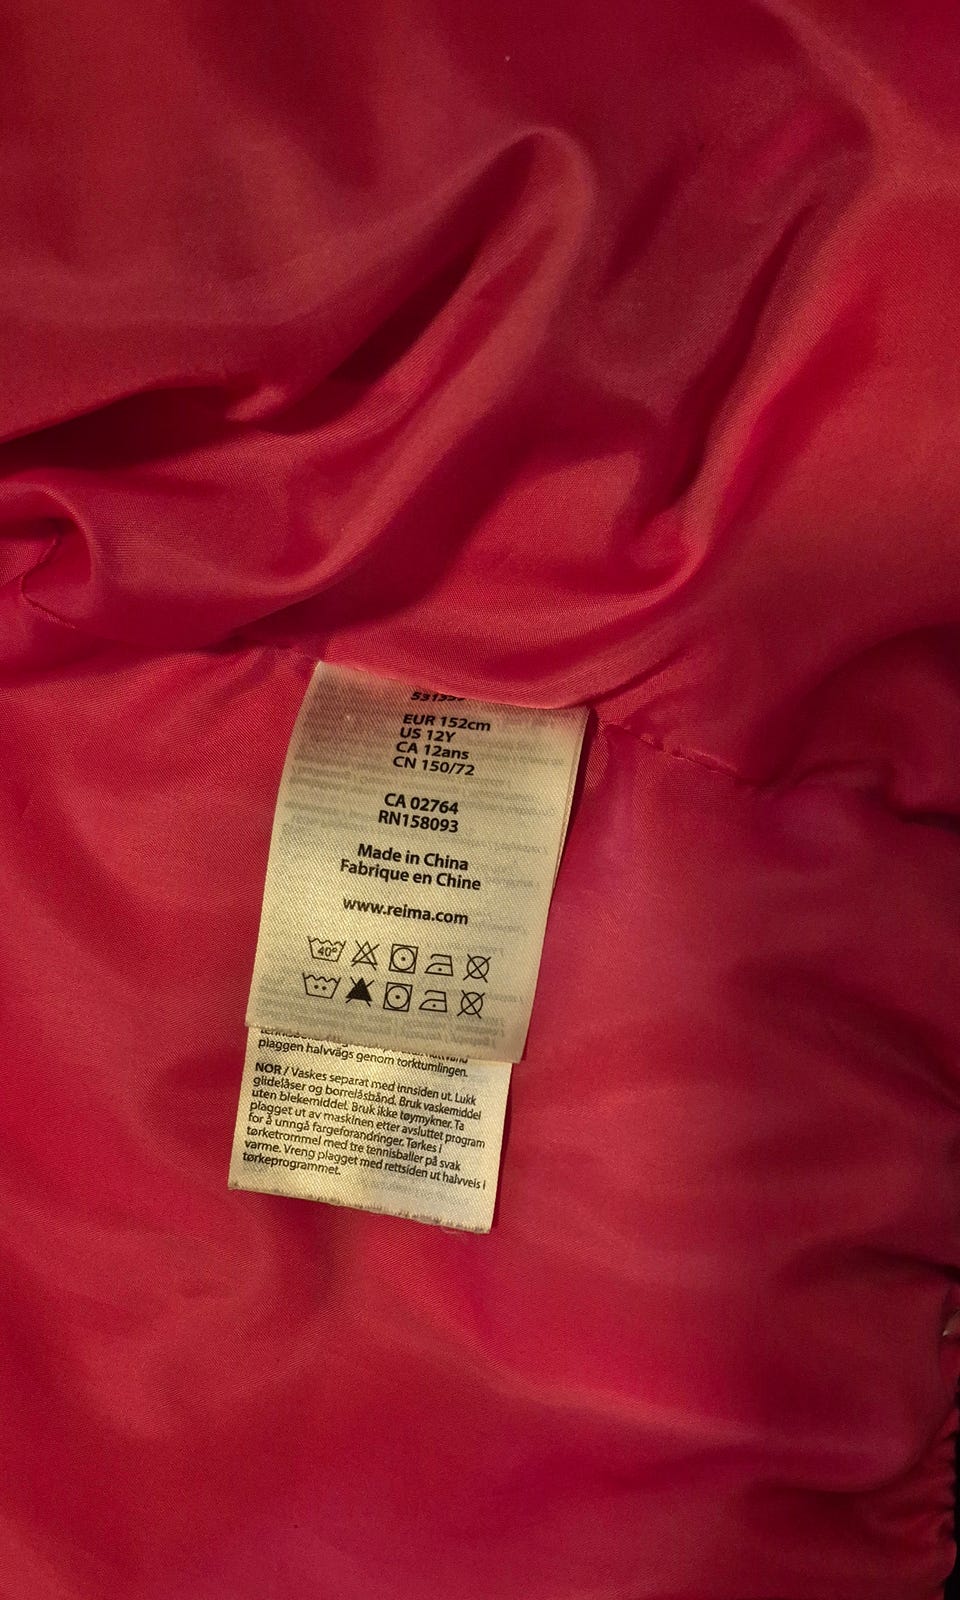 EUR 152cm
US 12Y
CA 12ans
CN 150/72
CA 02764
RN158093
Made in China
Fabrique en Chine
www.reima.com
40°
plaggen halvvägs genom torktumlingen.
NOR / Vaskes separat med innsiden ut. Lukk
glidelåser og borrelåsbånd. Bruk vaskemiddel
uten blekemiddel. Bruk ikke tøymykner. Ta
plagget ut av maskinen etter avsluttet program
for å unngå fargeforandringer. Tørkes i
tørketrommel med tre tennisballer på svak
varme. Vreng plagget med rettsiden ut halvveis i
tørkeprogrammet.